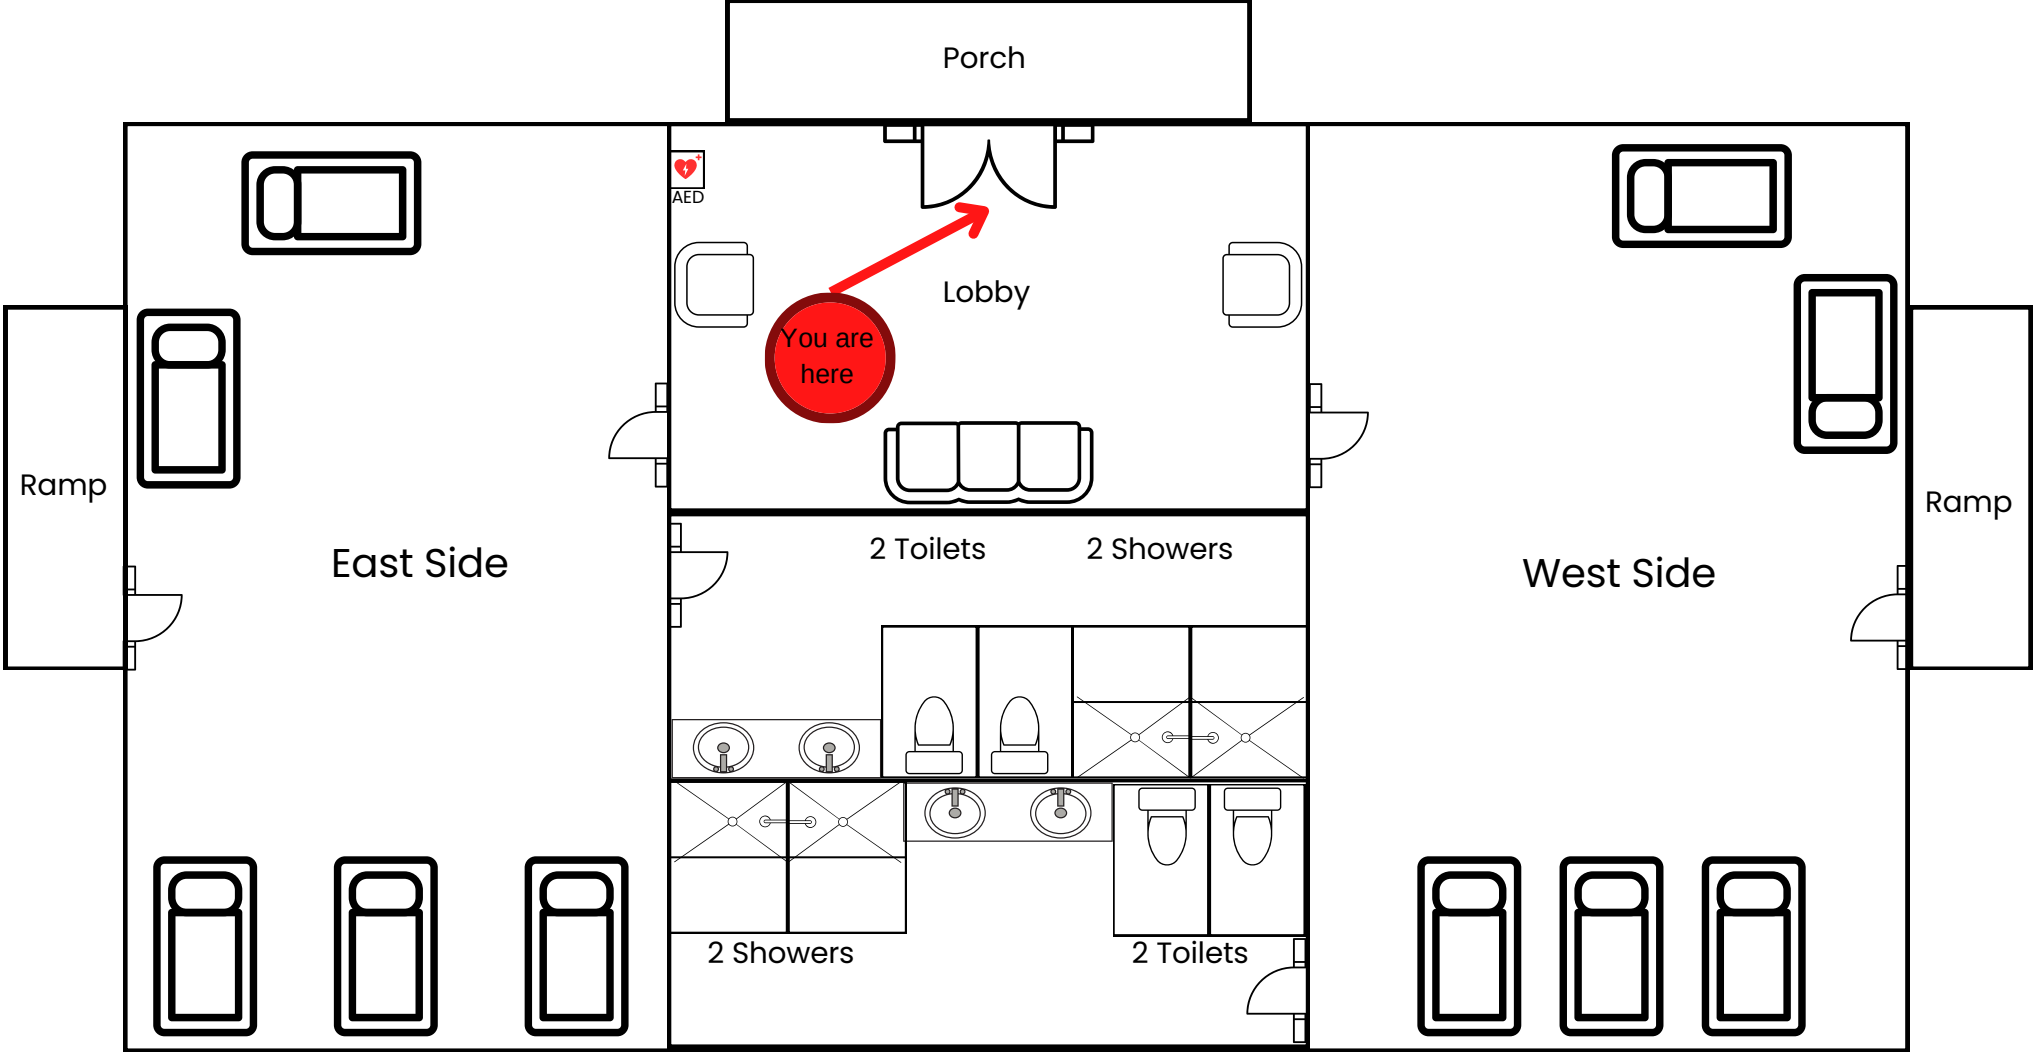 Porch
AED
Lobby
You are
here
Ramp
Ramp
2 Toilets
2 Showers
East Side
West Side
2 Showers
2 Toilets